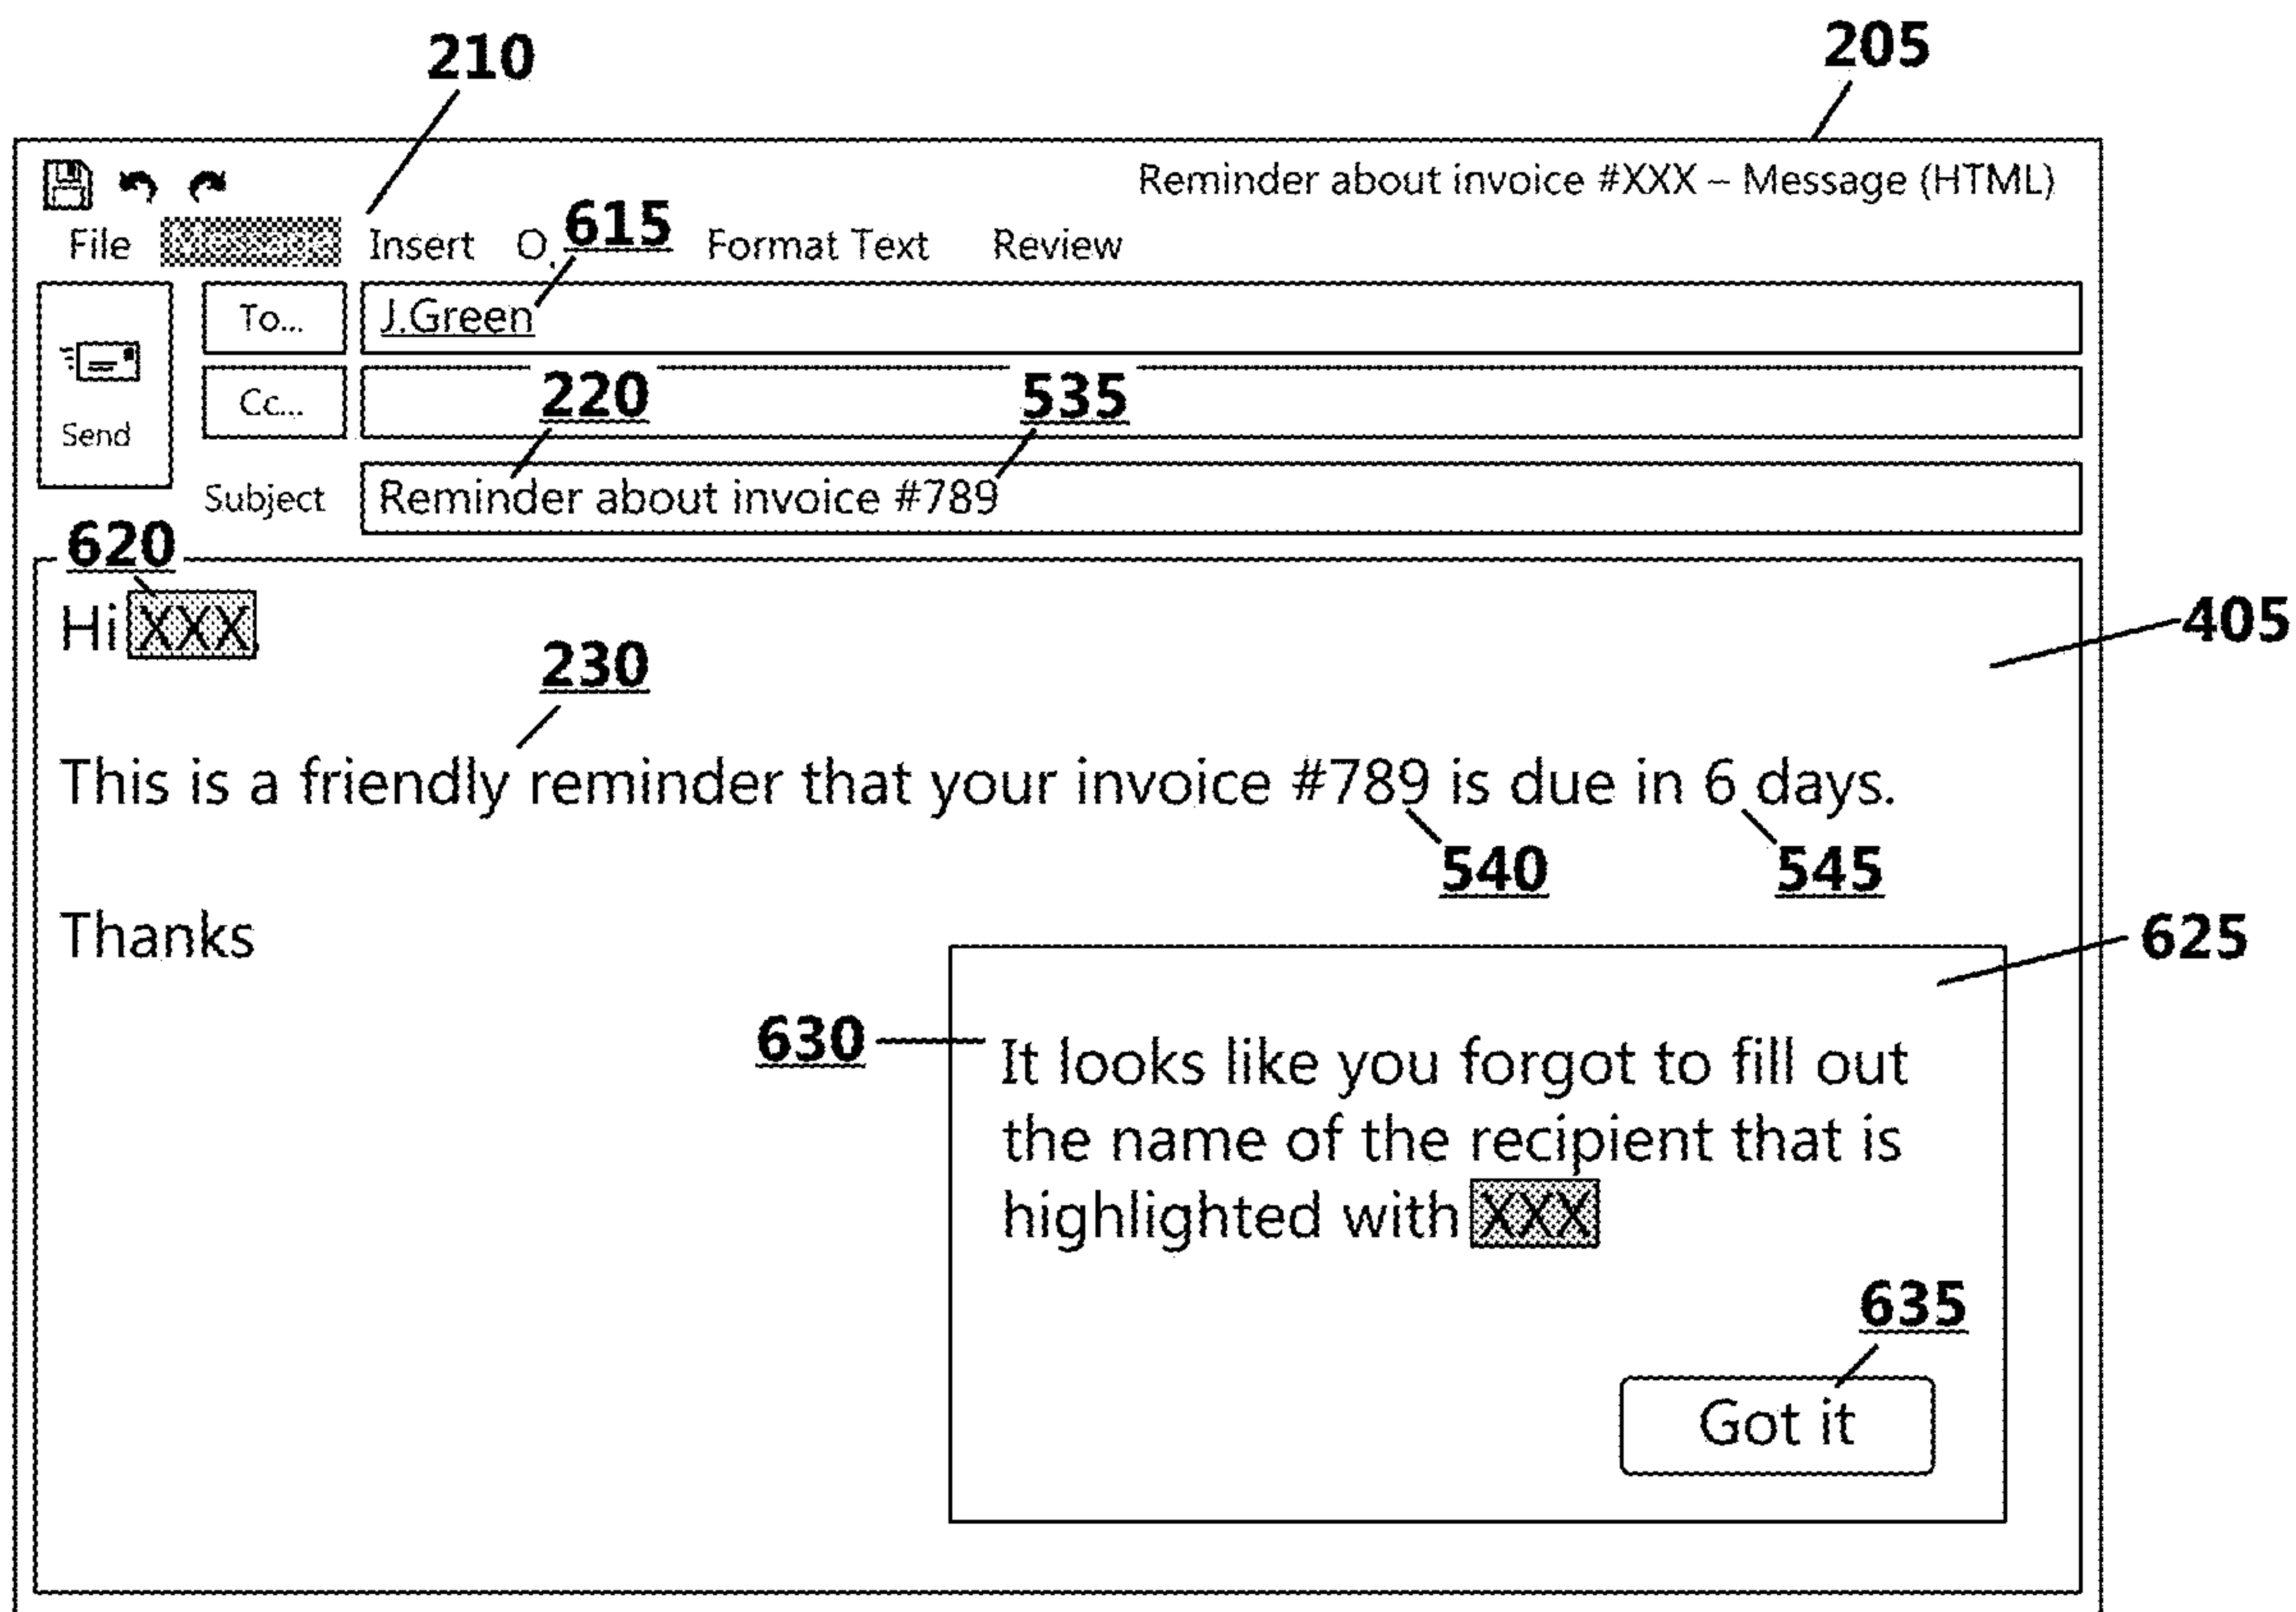 210
205
Reminder about invoice #XXX – Message (HTML)
File Message Insert O. 615 Format Text Review
To... J.Green
Cc... 220 535
Send
Subject Reminder about invoice #789
620
Hi XXX,
405
230
This is a friendly reminder that your invoice #789 is due in 6 days.
540 545
Thanks
625
630 It looks like you forgot to fill out
the name of the recipient that is
highlighted with XXX
635
Got it